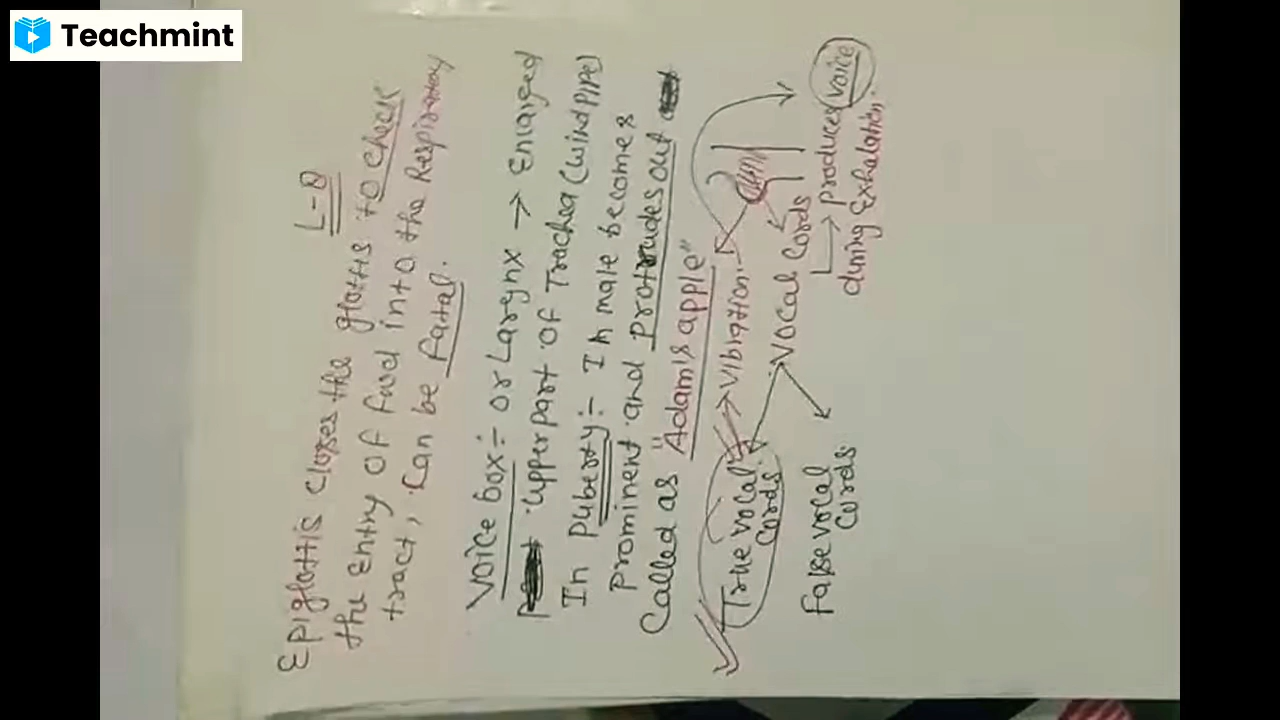 Teachmint
L-8
Epiglottis closes the glottis to check
the Entry of food into the Respiratory
tract, can be fatal.
Voice box:- or Larynx → Enlarged
upper part of Trachea (wind pipe)
In puberty:- In male becomes
prominent and protrudes out
called as "Adam's apple"
True vocal cords → vibration
vocal cords
produces voice
during Exhalation.
false vocal
cords